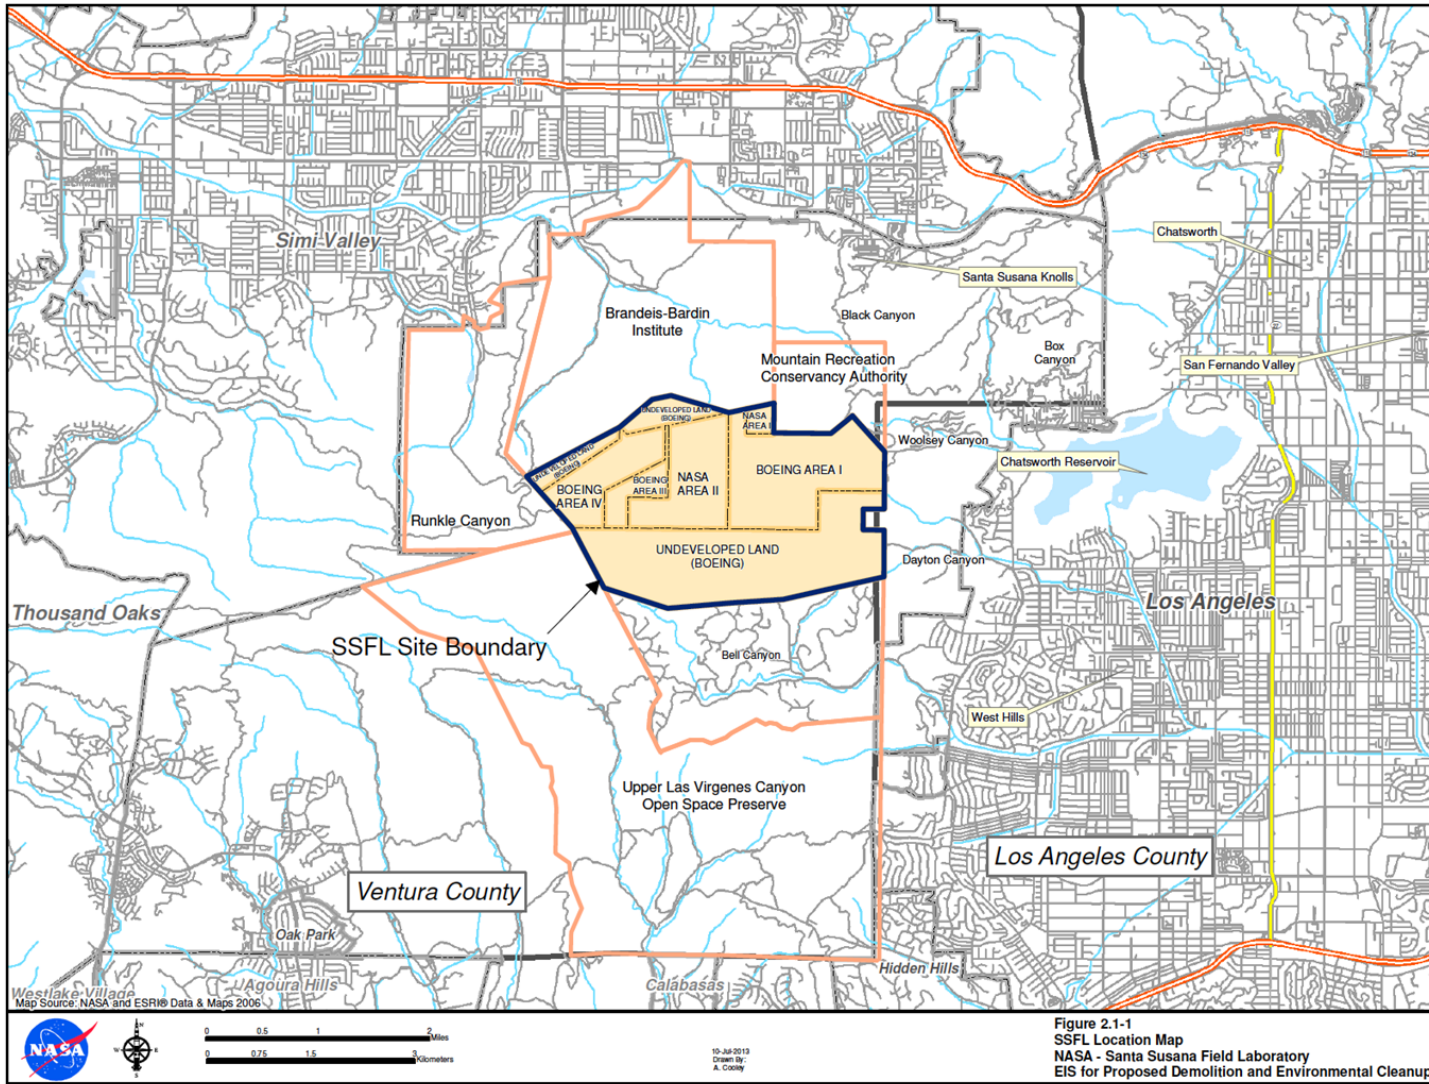 Simi Valley
Chatsworth
Santa Susana Knolls
Brandeis-Bardin
Institute
Black Canyon
Box
Canyon
Mountain Recreation
Conservancy Authority
San Fernando Valley
UNDEVELOPED LAND
(BOEING)
NASA
AREA I
Woolsey Canyon
UNDEVELOPED LAND
(BOEING)
Chatsworth Reservoir
BOEING AREA I
NASA
AREA II
BOEING
AREA III
BOEING
AREA IV
Runkle Canyon
UNDEVELOPED LAND
(BOEING)
Dayton Canyon
Thousand Oaks
Los Angeles
SSFL Site Boundary
Bell Canyon
West Hills
Upper Las Virgenes Canyon
Open Space Preserve
Los Angeles County
Ventura County
Oak Park
Hidden Hills
Agoura Hills
Calabasas
Westlake Village
Map Source: NASA and ESRI® Data & Maps 2006
NASA
N
W
E
S
0 0.5 1 2
Miles
0 0.75 1.5 3
Kilometers
10-Jul-2013
Drawn By:
A. Cooley
Figure 2.1-1
SSFL Location Map
NASA - Santa Susana Field Laboratory
EIS for Proposed Demolition and Environmental Cleanup